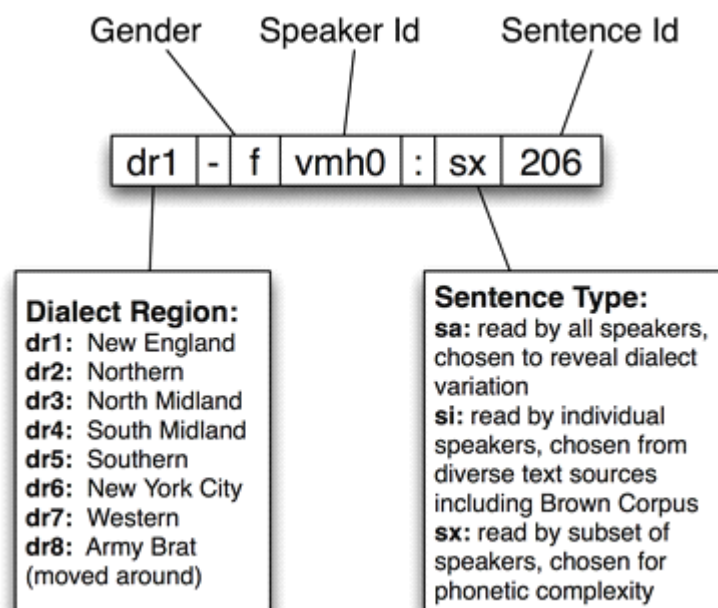 Gender Speaker Id Sentence Id
dr1 - f vmh0 : sx 206
Dialect Region:
dr1: New England
dr2: Northern
dr3: North Midland
dr4: South Midland
dr5: Southern
dr6: New York City
dr7: Western
dr8: Army Brat
(moved around)
Sentence Type:
sa: read by all speakers,
chosen to reveal dialect
variation
si: read by individual
speakers, chosen from
diverse text sources
including Brown Corpus
sx: read by subset of
speakers, chosen for
phonetic complexity